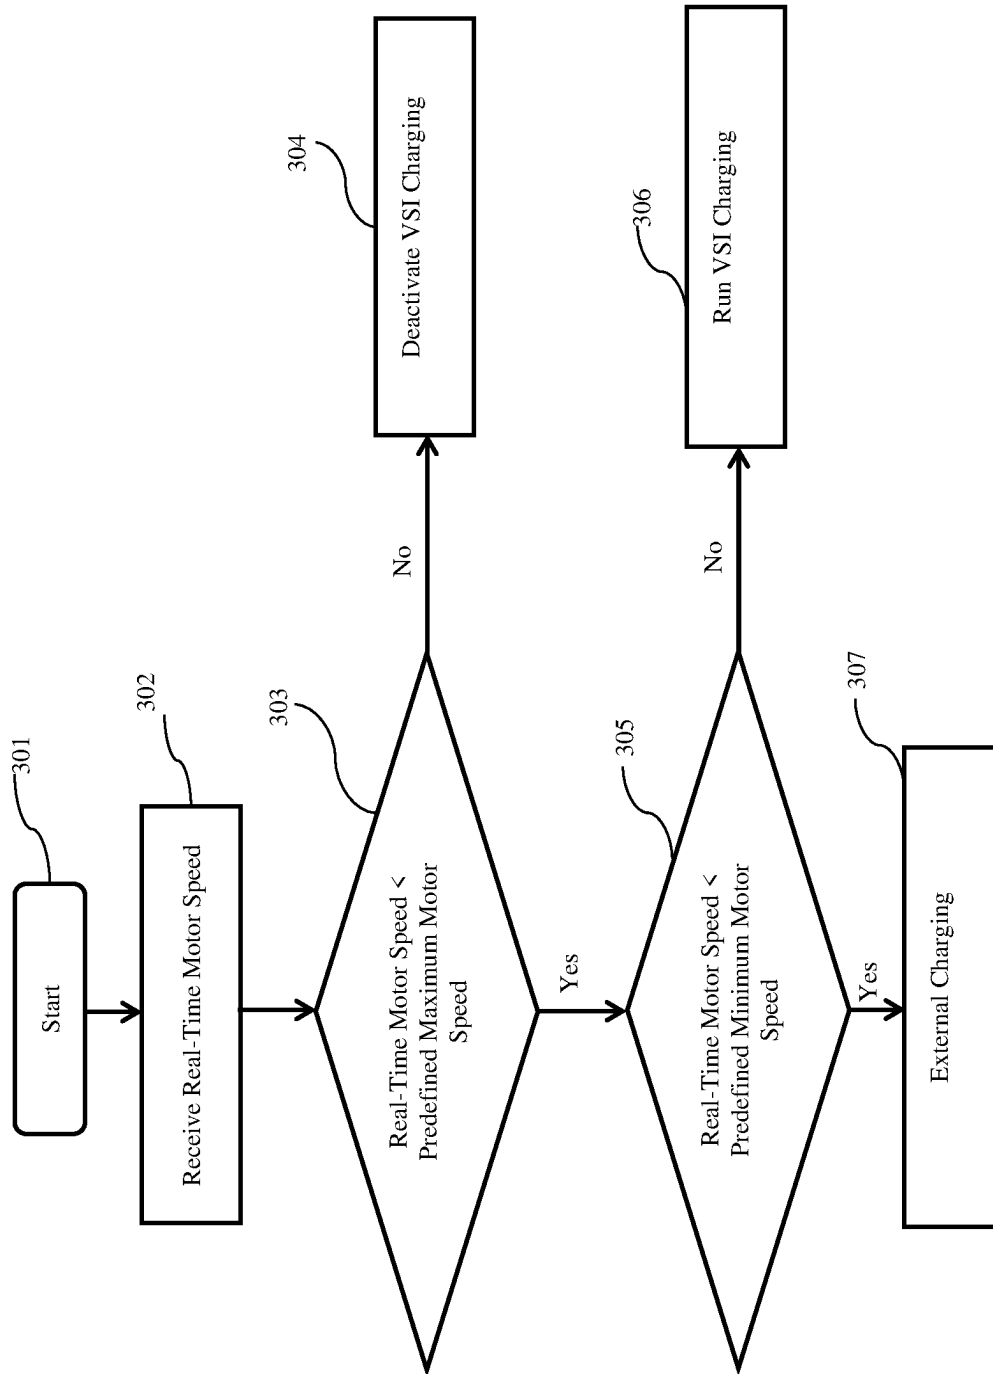 301
Start
302
Receive Real-Time Motor Speed
303
Real-Time Motor Speed <
Predefined Maximum Motor
Speed
No
304
Deactivate VSI Charging
Yes
305
Real-Time Motor Speed <
Predefined Minimum Motor
Speed
No
306
Run VSI Charging
Yes
307
External Charging